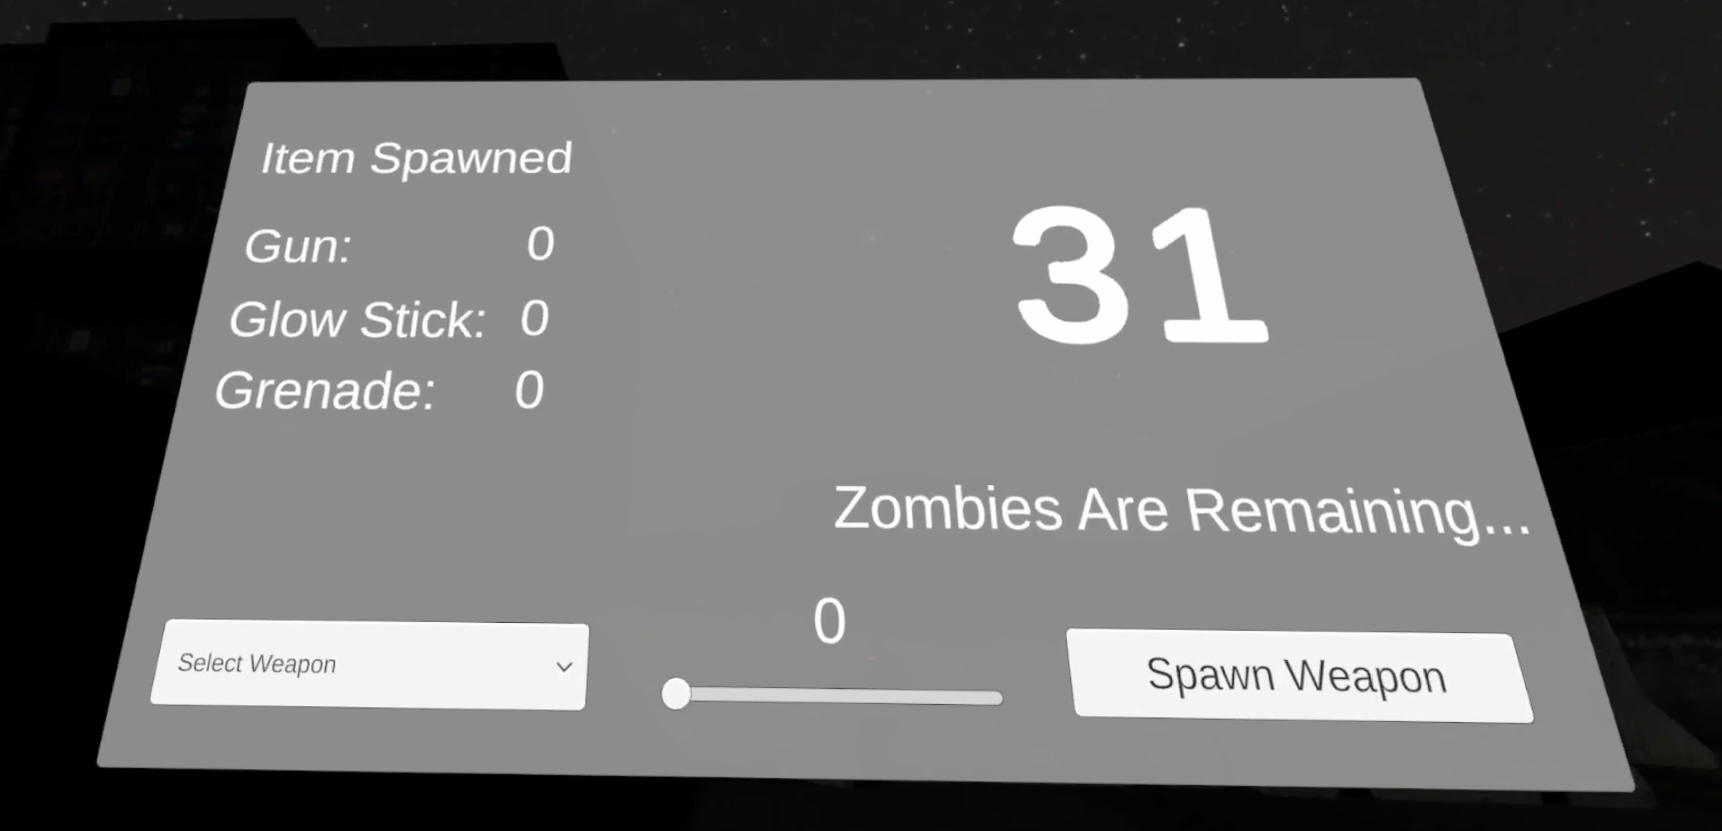 Item Spawned
Gun: 0
Glow Stick: 0
Grenade: 0
31
Zombies Are Remaining...
0
Select Weapon
Spawn Weapon